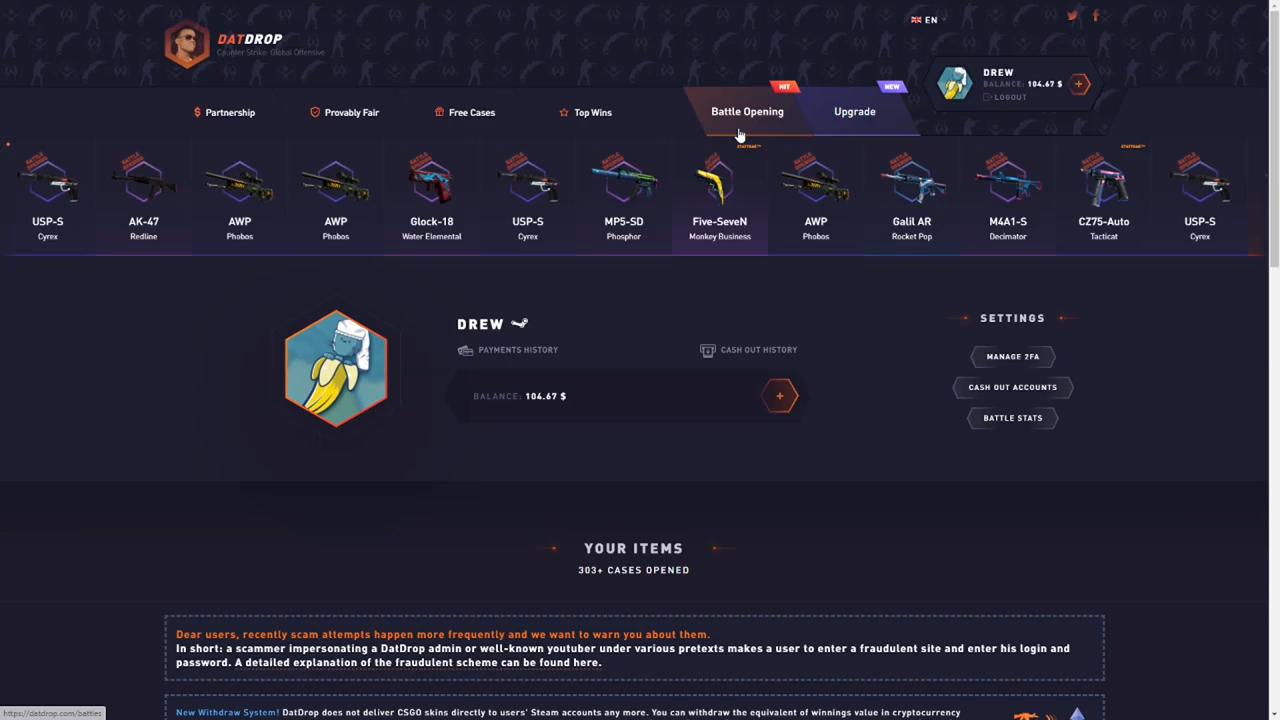 EN
DATDROP
Counter Strike: Global Offensive
DREW
BALANCE: 104.67 $
LOGOUT
HIT
NEW
Partnership
Provably Fair
Free Cases
Top Wins
Battle Opening
Upgrade
STATTRAK™
STATTRAK™
USP-S
AK-47
AWP
AWP
Glock-18
USP-S
MP5-SD
Five-SeveN
AWP
Galil AR
M4A1-S
CZ75-Auto
USP-S
Cyrex
Redline
Phobos
Phobos
Water Elemental
Cyrex
Phosphor
Monkey Business
Phobos
Rocket Pop
Decimator
Tacticat
Cyrex
DREW
PAYMENTS HISTORY
CASH OUT HISTORY
BALANCE: 104.67 $
SETTINGS
MANAGE 2FA
CASH OUT ACCOUNTS
BATTLE STATS
YOUR ITEMS
303+ CASES OPENED
Dear users, recently scam attempts happen more frequently and we want to warn you about them.
In short: a scammer impersonating a DatDrop admin or well-known youtuber under various pretexts makes a user to enter a fraudulent site and enter his login and
password. A detailed explanation of the fraudulent scheme can be found here.
New Withdraw System! DatDrop does not deliver CSGO skins directly to users' Steam accounts any more. You can withdraw the equivalent of winnings value in cryptocurrency
https://datdrop.com/battles